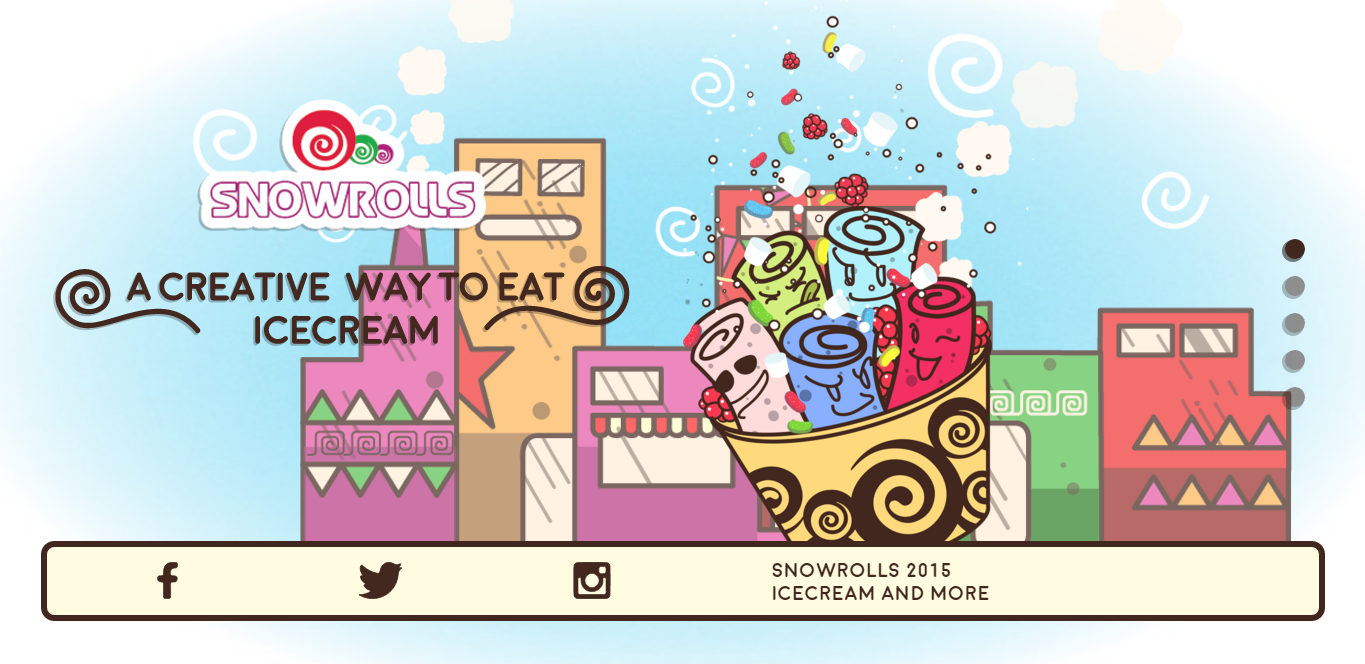 SNOWROLLS
A CREATIVE WAY TO EAT
ICECREAM
SNOWROLLS 2015
ICECREAM AND MORE